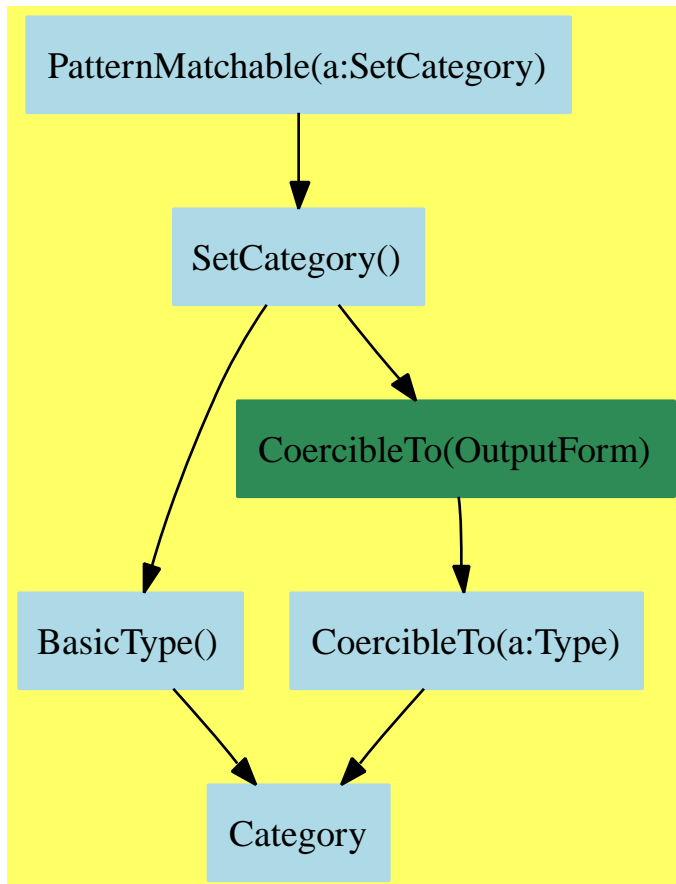 PatternMatchable(a:SetCategory)
SetCategory()
CoercibleTo(OutputForm)
BasicType()
CoercibleTo(a:Type)
Category